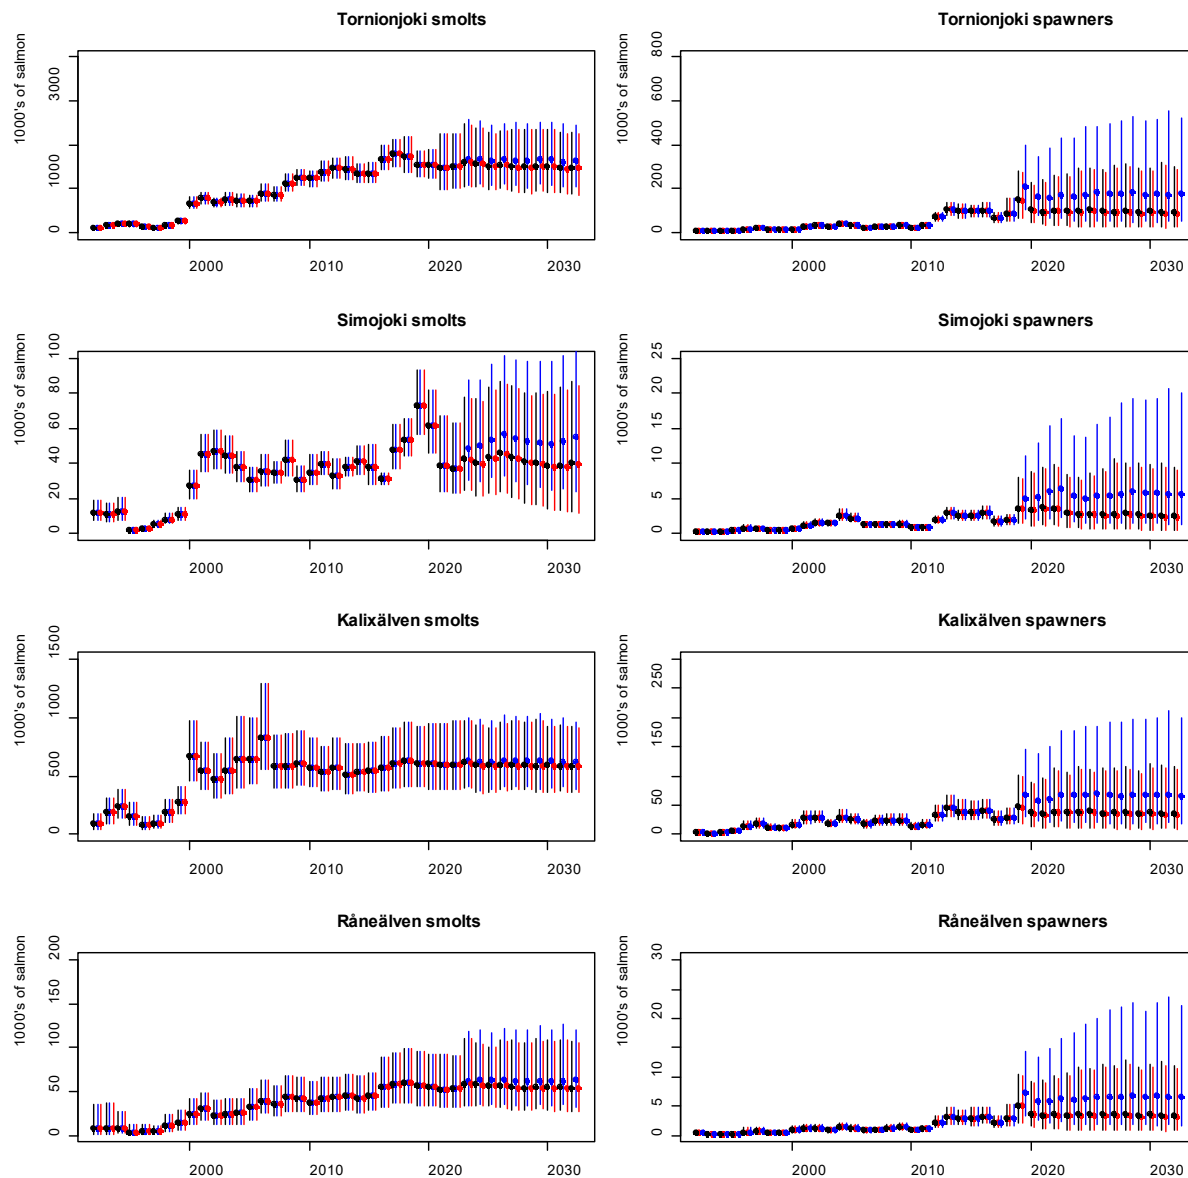 Tornionjoki smolts
1000's of salmon
0 1000 3000
2000 2010 2020 2030
Tornionjoki spawners
1000's of salmon
0 200 400 600 800
2000 2010 2020 2030
Simojoki smolts
1000's of salmon
0 20 40 60 80 100
2000 2010 2020 2030
Simojoki spawners
1000's of salmon
0 5 10 15 20 25
2000 2010 2020 2030
Kalixälven smolts
1000's of salmon
0 500 1000 1500
2000 2010 2020 2030
Kalixälven spawners
1000's of salmon
0 50 150 250
2000 2010 2020 2030
Råneälven smolts
1000's of salmon
0 50 100 150 200
2000 2010 2020 2030
Råneälven spawners
1000's of salmon
0 5 10 20 30
2000 2010 2020 2030